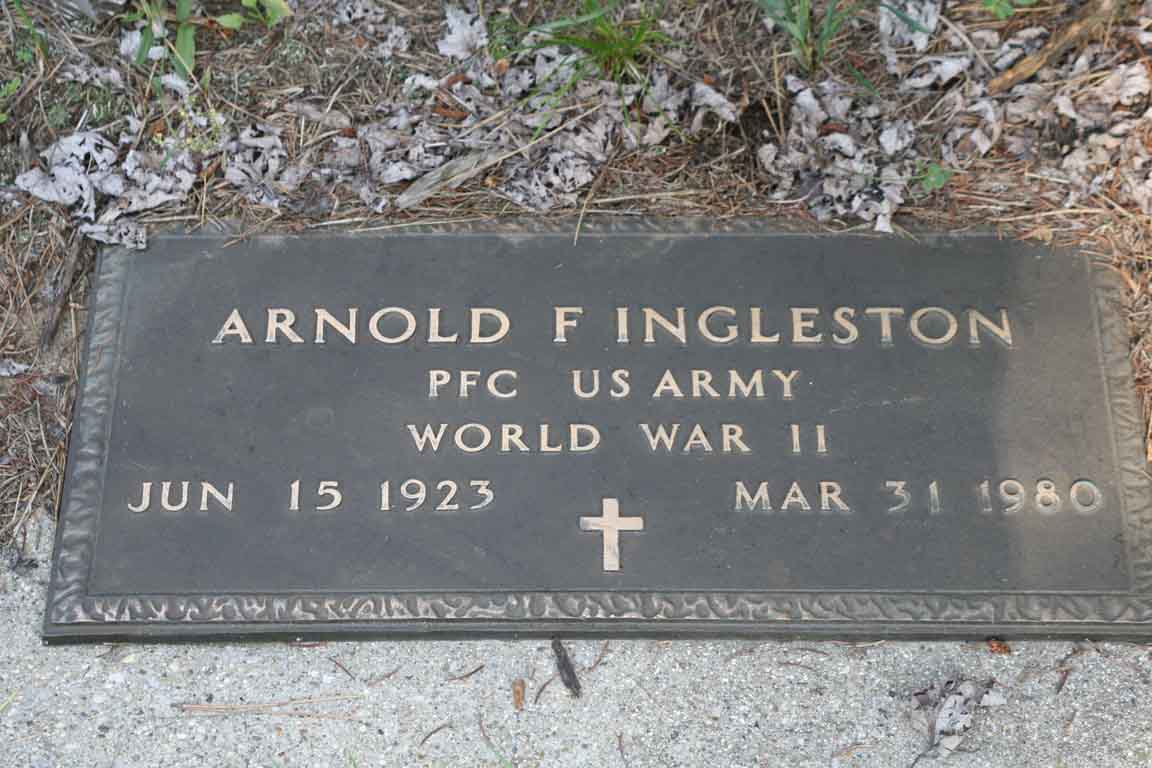 ARNOLD F INGLESTON
PFC US ARMY
WORLD WAR II
JUN 15 1923 MAR 31 1980